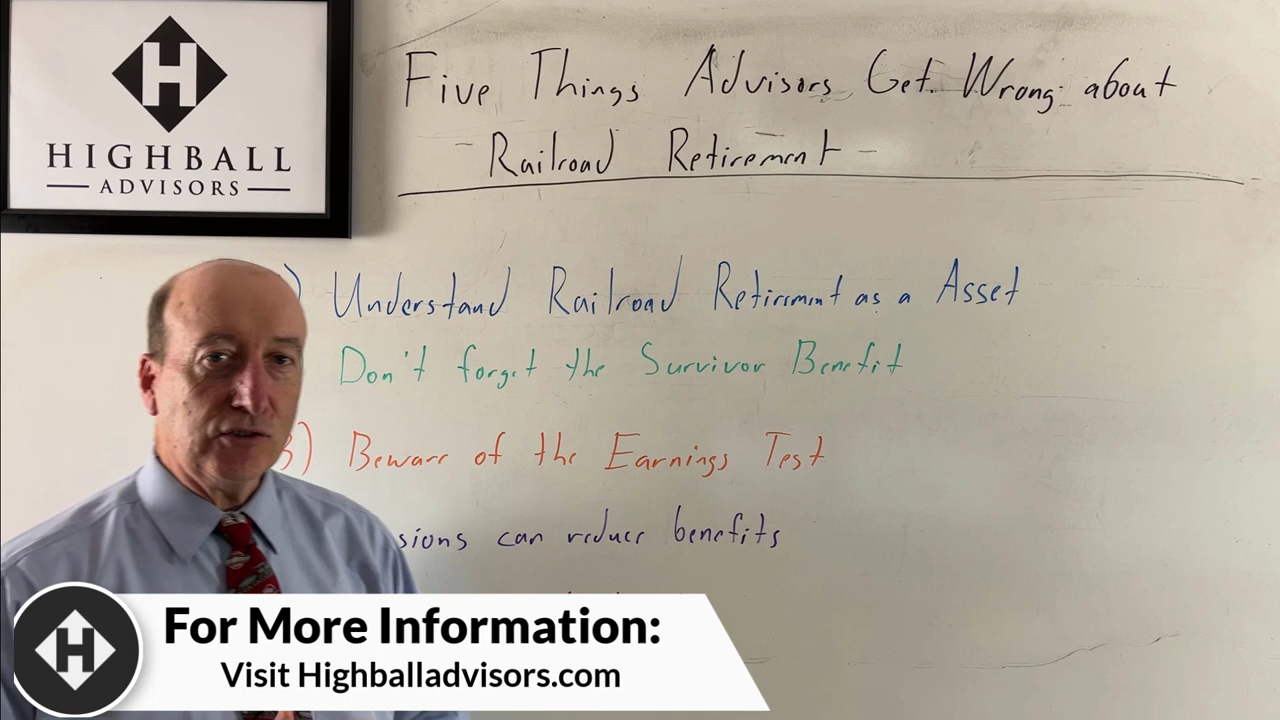 H
HIGHBALL
ADVISORS
Five Things Advisors Get Wrong about
Railroad Retirement
) Understand Railroad Retirement as a Asset
Don't forget the Survivor Benefit
3) Beware of the Earnings Test
sions can reduce benefits
H
For More Information:
Visit Highballadvisors.com